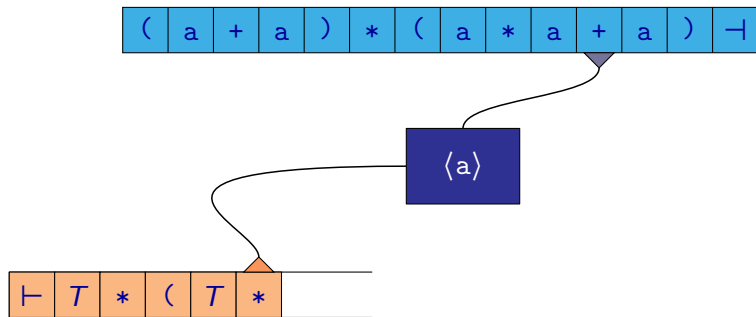 ( a + a ) * ( a * a + a ) ⊣
⟨a⟩
⊢ T * ( T *